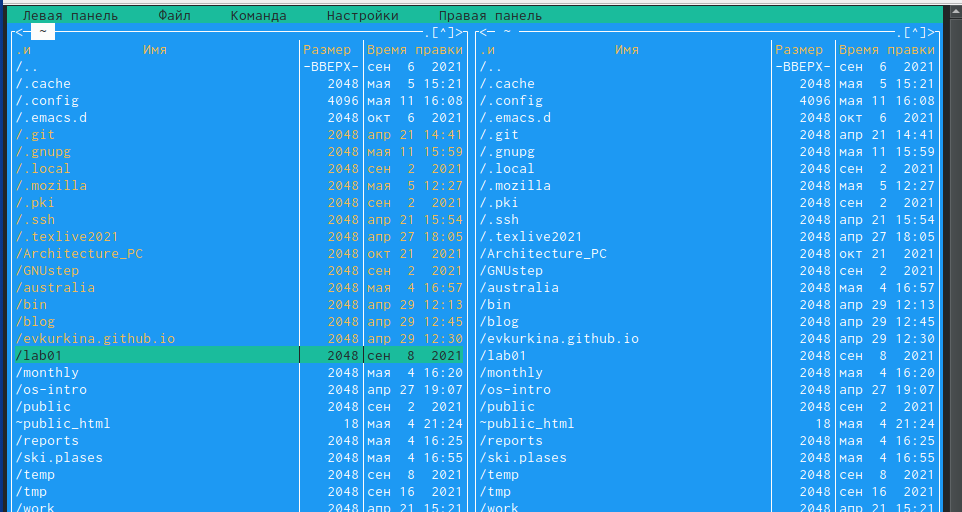 Левая панель Файл Команда Настройки Правая панель
<─ ~ .[^]> <─ ~ .[^]>
.и Имя Размер Время правки .и Имя Размер Время правки
/.. -ВВЕРХ- сен 6 2021 /.. -ВВЕРХ- сен 6 2021
/.cache 2048 мая 5 15:21 /.cache 2048 мая 5 15:21
/.config 4096 мая 11 16:08 /.config 4096 мая 11 16:08
/.emacs.d 2048 окт 6 2021 /.emacs.d 2048 окт 6 2021
/.git 2048 апр 21 14:41 /.git 2048 апр 21 14:41
/.gnupg 2048 мая 11 15:59 /.gnupg 2048 мая 11 15:59
/.local 2048 сен 2 2021 /.local 2048 сен 2 2021
/.mozilla 2048 мая 5 12:27 /.mozilla 2048 мая 5 12:27
/.pki 2048 сен 2 2021 /.pki 2048 сен 2 2021
/.ssh 2048 апр 21 15:54 /.ssh 2048 апр 21 15:54
/.texlive2021 2048 апр 27 18:05 /.texlive2021 2048 апр 27 18:05
/Architecture_PC 2048 окт 21 2021 /Architecture_PC 2048 окт 21 2021
/GNUstep 2048 сен 2 2021 /GNUstep 2048 сен 2 2021
/australia 2048 мая 4 16:57 /australia 2048 мая 4 16:57
/bin 2048 апр 29 12:13 /bin 2048 апр 29 12:13
/blog 2048 апр 29 12:45 /blog 2048 апр 29 12:45
/evkurkina.github.io 2048 апр 29 12:30 /evkurkina.github.io 2048 апр 29 12:30
/lab01 2048 сен 8 2021 /lab01 2048 сен 8 2021
/monthly 2048 мая 4 16:20 /monthly 2048 мая 4 16:20
/os-intro 2048 апр 27 19:07 /os-intro 2048 апр 27 19:07
/public 2048 сен 2 2021 /public 2048 сен 2 2021
~public_html 18 мая 4 21:24 ~public_html 18 мая 4 21:24
/reports 2048 мая 4 16:25 /reports 2048 мая 4 16:25
/ski.plases 2048 мая 4 16:55 /ski.plases 2048 мая 4 16:55
/temp 2048 сен 8 2021 /temp 2048 сен 8 2021
/tmp 2048 сен 16 2021 /tmp 2048 сен 16 2021
/work 2048 апр 21 15:21 /work 2048 апр 21 15:21